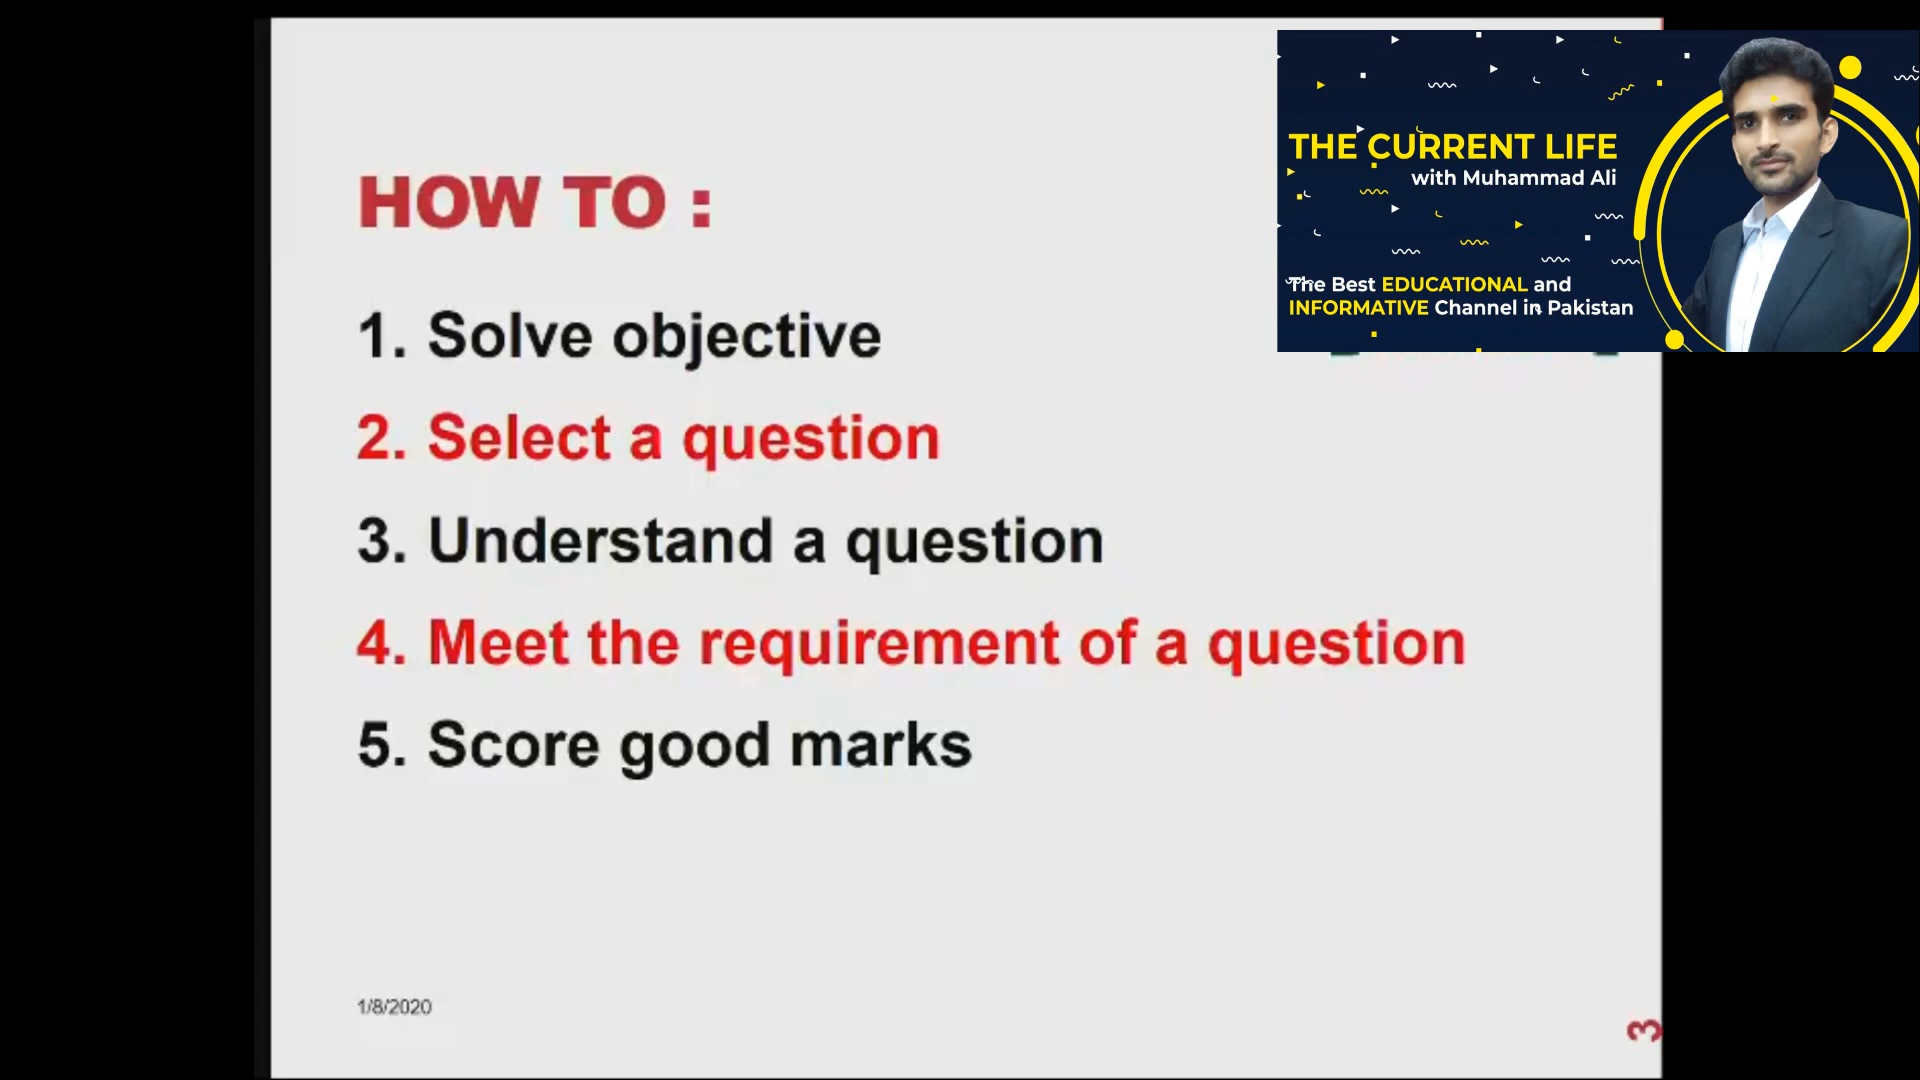 HOW TO :
1. Solve objective
2. Select a question
3. Understand a question
4. Meet the requirement of a question
5. Score good marks
1/8/2020
3
THE CURRENT LIFE
with Muhammad Ali
The Best EDUCATIONAL and
INFORMATIVE Channel in Pakistan